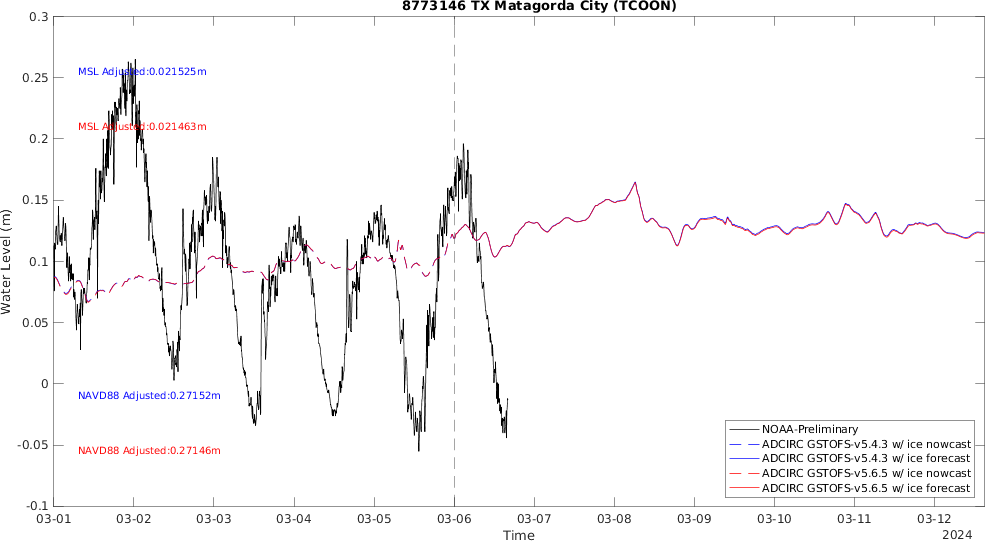 8773146 TX Matagorda City (TCOON)
0.3
0.25
0.2
0.15
0.1
0.05
0
-0.05
-0.1
Water Level (m)
MSL Adjusted:0.021525m
MSL Adjusted:0.021463m
NAVD88 Adjusted:0.27152m
NAVD88 Adjusted:0.27146m
NOAA-Preliminary
ADCIRC GSTOFS-v5.4.3 w/ ice nowcast
ADCIRC GSTOFS-v5.4.3 w/ ice forecast
ADCIRC GSTOFS-v5.6.5 w/ ice nowcast
ADCIRC GSTOFS-v5.6.5 w/ ice forecast
03-01 03-02 03-03 03-04 03-05 03-06 03-07 03-08 03-09 03-10 03-11 03-12
Time
2024